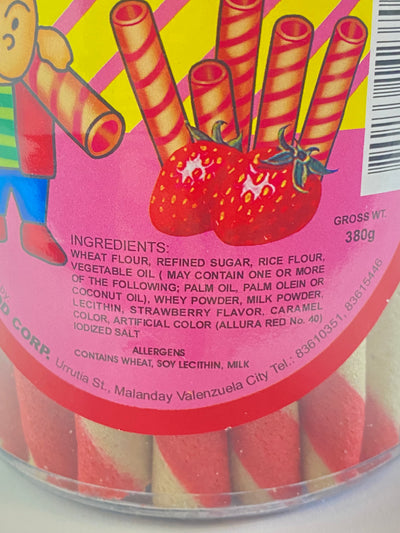 GROSS WT.
380g
INGREDIENTS:
WHEAT FLOUR, REFINED SUGAR, RICE FLOUR,
VEGETABLE OIL ( MAY CONTAIN ONE OR MORE
OF THE FOLLOWING; PALM OIL, PALM OLEIN OR
COCONUT OIL), WHEY POWDER, MILK POWDER,
LECITHIN, STRAWBERRY FLAVOR, CARAMEL
COLOR, ARTIFICIAL COLOR (ALLURA RED No. 40)
IODIZED SALT
ALLERGENS
CONTAINS WHEAT, SOY LECITHIN, MILK
CORP.
Urrutia St., Malanday Valenzuela City Tel.: 83610351, 83615446